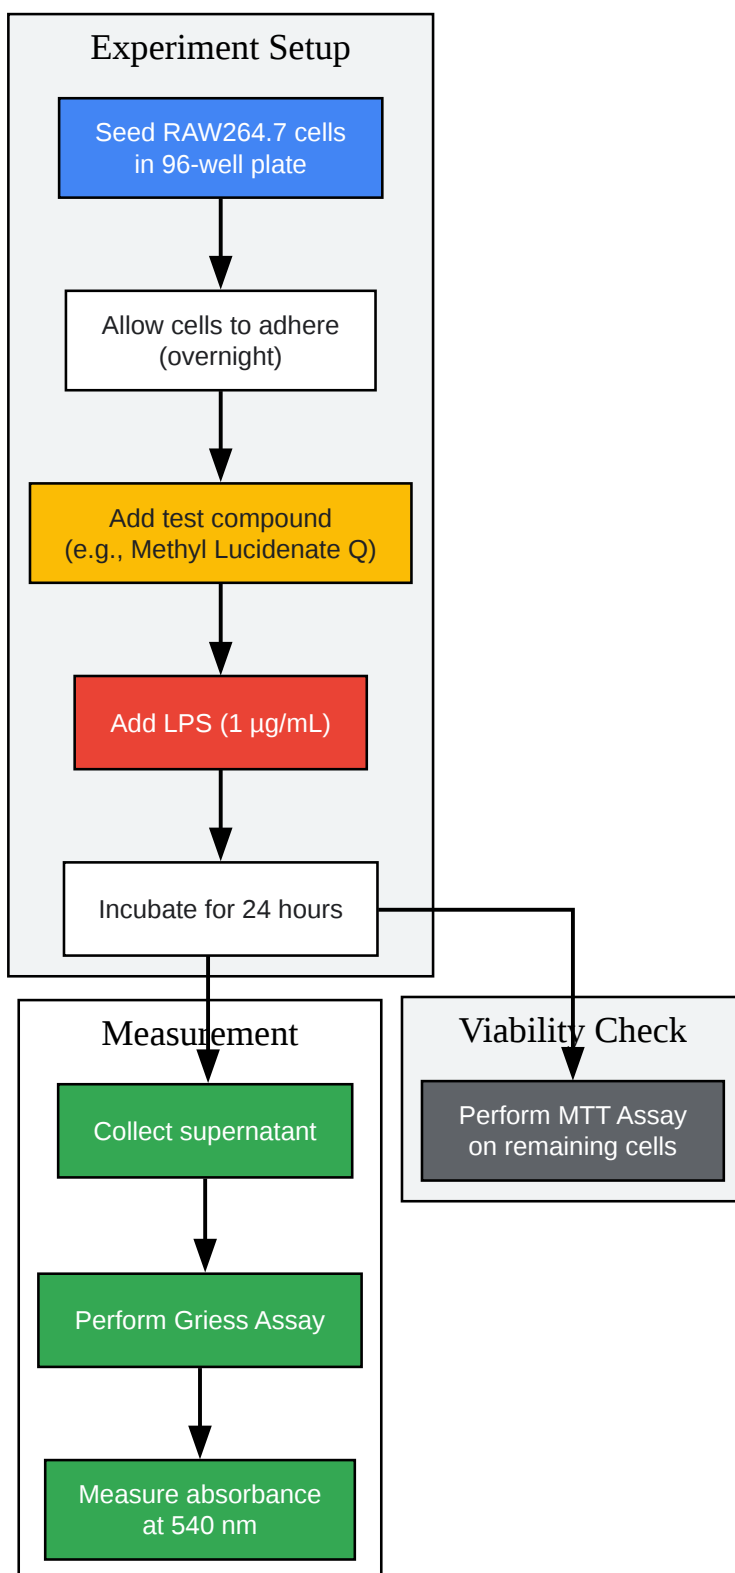 Experiment Setup
Seed RAW264.7 cells
in 96-well plate
Allow cells to adhere
(overnight)
Add test compound
(e.g., Methyl Lucidenate Q)
Add LPS (1 µg/mL)
Incubate for 24 hours
Measurement
Collect supernatant
Perform Griess Assay
Measure absorbance
at 540 nm
Viability Check
Perform MTT Assay
on remaining cells